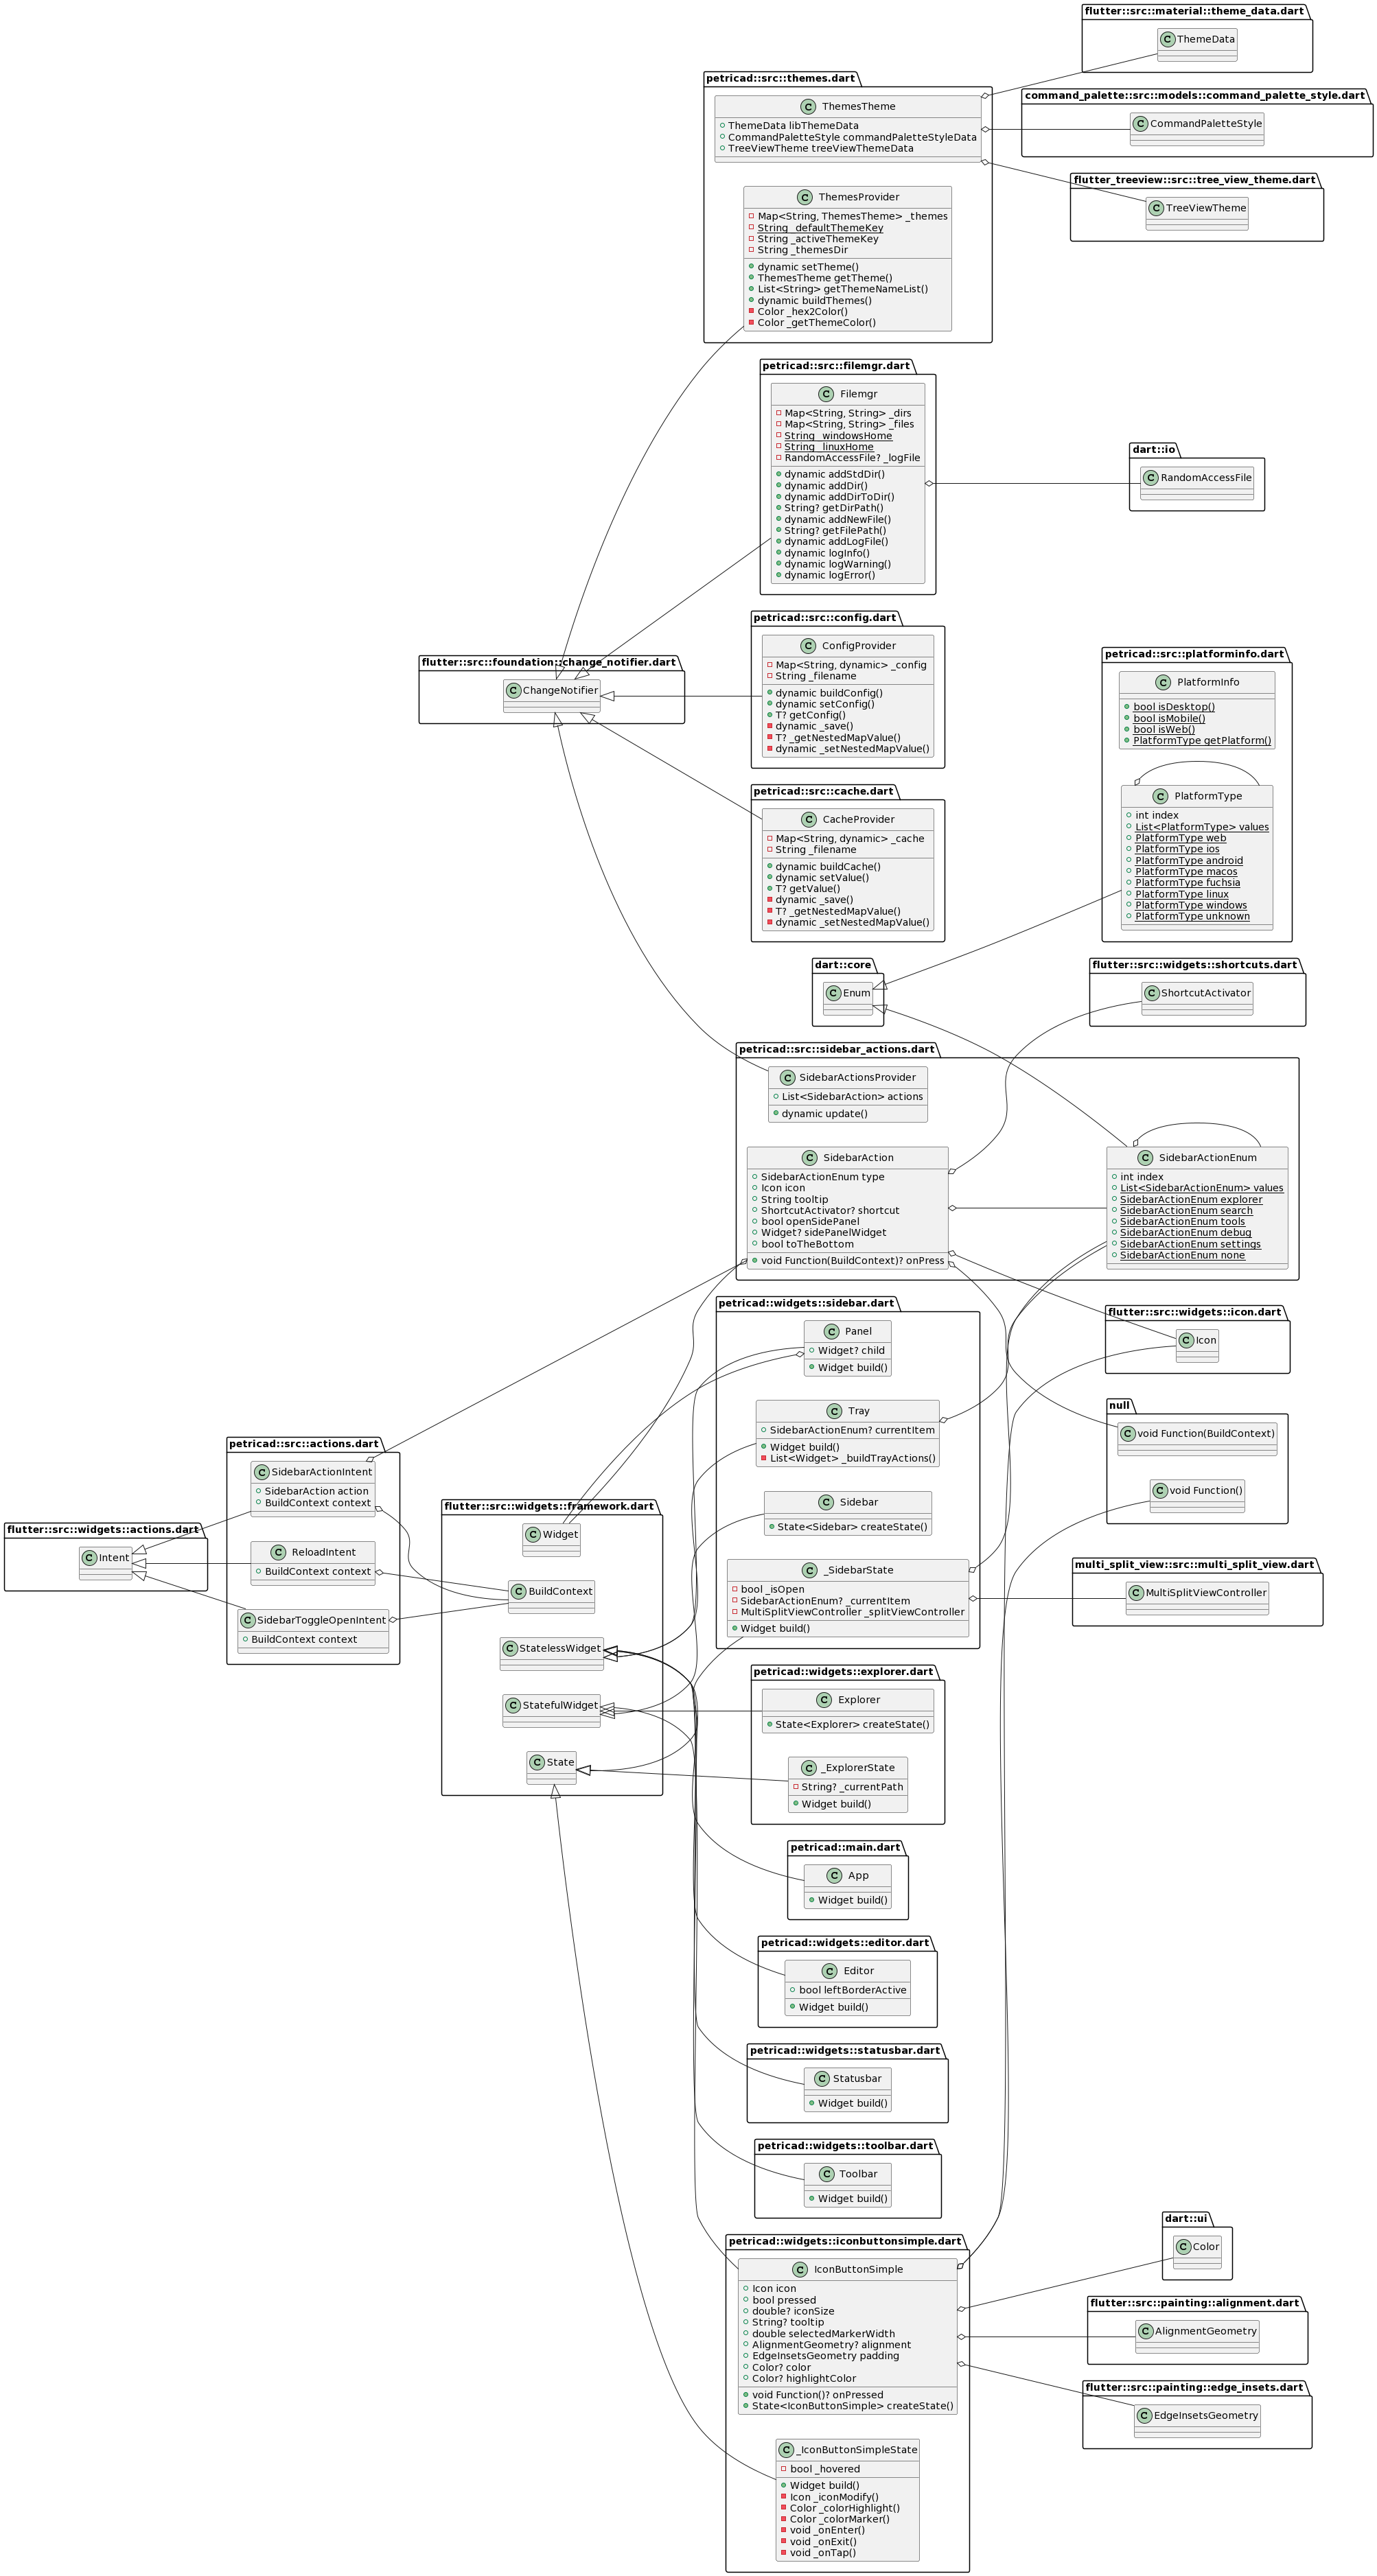 flutter::src::material::theme_data.dart
C ThemeData
petricad::src::themes.dart
C ThemesTheme
ThemeData libThemeData
CommandPaletteStyle commandPaletteStyleData
TreeViewTheme treeViewThemeData
command_palette::src::models::command_palette_style.dart
C CommandPaletteStyle
flutter_treeview::src::tree_view_theme.dart
C TreeViewTheme
C ThemesProvider
Map<String, ThemesTheme> _themes
String _defaultThemeKey
String _activeThemeKey
String _themesDir
dynamic setTheme()
ThemesTheme getTheme()
List<String> getThemeNameList()
dynamic buildThemes()
Color _hex2Color()
Color _getThemeColor()
petricad::src::filemgr.dart
C Filemgr
Map<String, String> _dirs
Map<String, String> _files
String _windowsHome
String _linuxHome
RandomAccessFile? _logFile
dynamic addStdDir()
dynamic addDir()
dynamic addDirToDir()
String? getDirPath()
dynamic addNewFile()
String? getFilePath()
dynamic addLogFile()
dynamic logInfo()
dynamic logWarning()
dynamic logError()
dart::io
C RandomAccessFile
flutter::src::foundation::change_notifier.dart
C ChangeNotifier
petricad::src::config.dart
C ConfigProvider
Map<String, dynamic> _config
String _filename
dynamic buildConfig()
dynamic setConfig()
T? getConfig()
dynamic _save()
T? _getNestedMapValue()
dynamic _setNestedMapValue()
petricad::src::platforminfo.dart
C PlatformInfo
bool isDesktop()
bool isMobile()
bool isWeb()
PlatformType getPlatform()
C PlatformType
int index
List<PlatformType> values
PlatformType web
PlatformType ios
PlatformType android
PlatformType macos
PlatformType fuchsia
PlatformType linux
PlatformType windows
PlatformType unknown
petricad::src::cache.dart
C CacheProvider
Map<String, dynamic> _cache
String _filename
dynamic buildCache()
dynamic setValue()
T? getValue()
dynamic _save()
T? _getNestedMapValue()
dynamic _setNestedMapValue()
dart::core
C Enum
flutter::src::widgets::shortcuts.dart
C ShortcutActivator
petricad::src::sidebar_actions.dart
C SidebarActionsProvider
List<SidebarAction> actions
dynamic update()
C SidebarAction
SidebarActionEnum type
Icon icon
String tooltip
ShortcutActivator? shortcut
bool openSidePanel
Widget? sidePanelWidget
bool toTheBottom
void Function(BuildContext)? onPress
C SidebarActionEnum
int index
List<SidebarActionEnum> values
SidebarActionEnum explorer
SidebarActionEnum search
SidebarActionEnum tools
SidebarActionEnum debug
SidebarActionEnum settings
SidebarActionEnum none
petricad::widgets::sidebar.dart
C Panel
Widget? child
Widget build()
C Tray
SidebarActionEnum? currentItem
Widget build()
List<Widget> _buildTrayActions()
C Sidebar
State<Sidebar> createState()
C _SidebarState
bool _isOpen
SidebarActionEnum? _currentItem
MultiSplitViewController _splitViewController
Widget build()
flutter::src::widgets::icon.dart
C Icon
null
C void Function(BuildContext)
C void Function()
multi_split_view::src::multi_split_view.dart
C MultiSplitViewController
petricad::src::actions.dart
C SidebarActionIntent
SidebarAction action
BuildContext context
C ReloadIntent
BuildContext context
C SidebarToggleOpenIntent
BuildContext context
flutter::src::widgets::actions.dart
C Intent
flutter::src::widgets::framework.dart
C Widget
C BuildContext
C StatelessWidget
C StatefulWidget
C State
petricad::widgets::explorer.dart
C Explorer
State<Explorer> createState()
C _ExplorerState
String? _currentPath
Widget build()
petricad::main.dart
C App
Widget build()
petricad::widgets::editor.dart
C Editor
bool leftBorderActive
Widget build()
petricad::widgets::statusbar.dart
C Statusbar
Widget build()
petricad::widgets::toolbar.dart
C Toolbar
Widget build()
petricad::widgets::iconbuttonsimple.dart
C IconButtonSimple
Icon icon
bool pressed
double? iconSize
String? tooltip
double selectedMarkerWidth
AlignmentGeometry? alignment
EdgeInsetsGeometry padding
Color? color
Color? highlightColor
void Function()? onPressed
State<IconButtonSimple> createState()
C _IconButtonSimpleState
bool _hovered
Widget build()
Icon _iconModify()
Color _colorHighlight()
Color _colorMarker()
void _onEnter()
void _onExit()
void _onTap()
dart::ui
C Color
flutter::src::painting::alignment.dart
C AlignmentGeometry
flutter::src::painting::edge_insets.dart
C EdgeInsetsGeometry